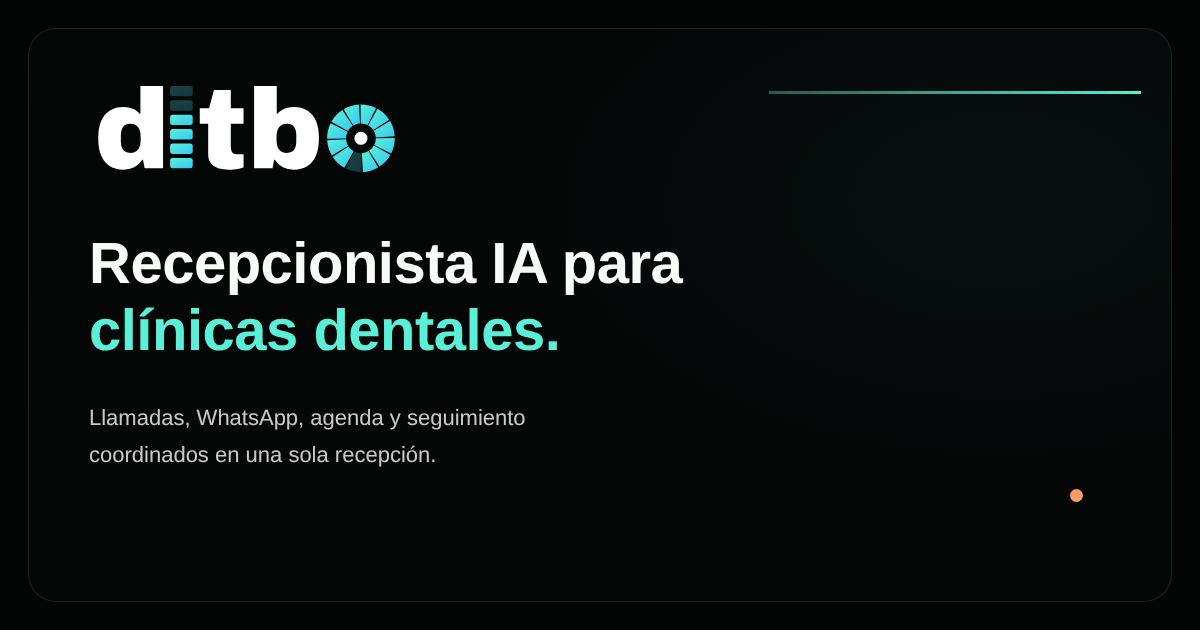 ditbo
Recepcionista IA para
clínicas dentales.
Llamadas, WhatsApp, agenda y seguimiento
coordinados en una sola recepción.